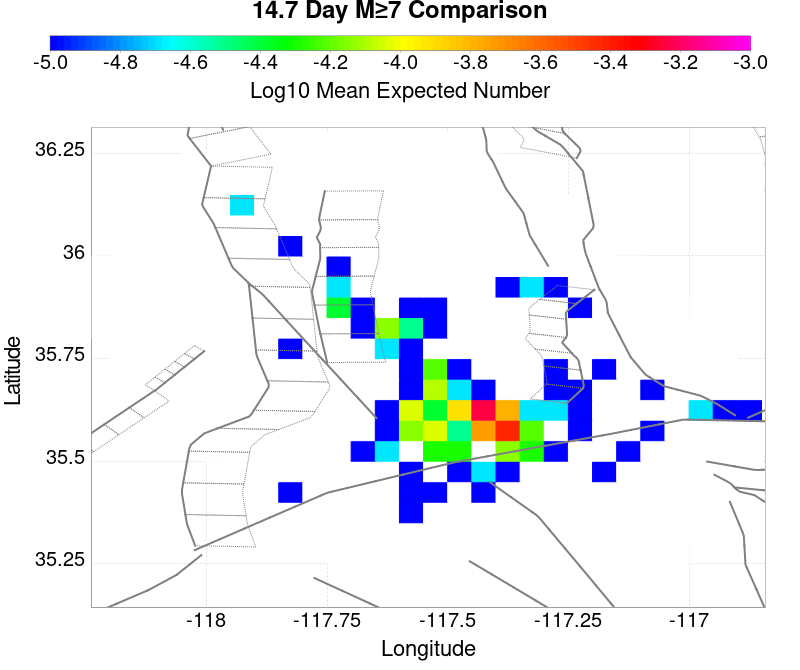 14.7 Day M≥7 Comparison
-5.0 -4.8 -4.6 -4.4 -4.2 -4.0 -3.8 -3.6 -3.4 -3.2 -3.0
Log10 Mean Expected Number
36.25
36
35.75
35.5
35.25
Latitude
-118 -117.75 -117.5 -117.25 -117
Longitude